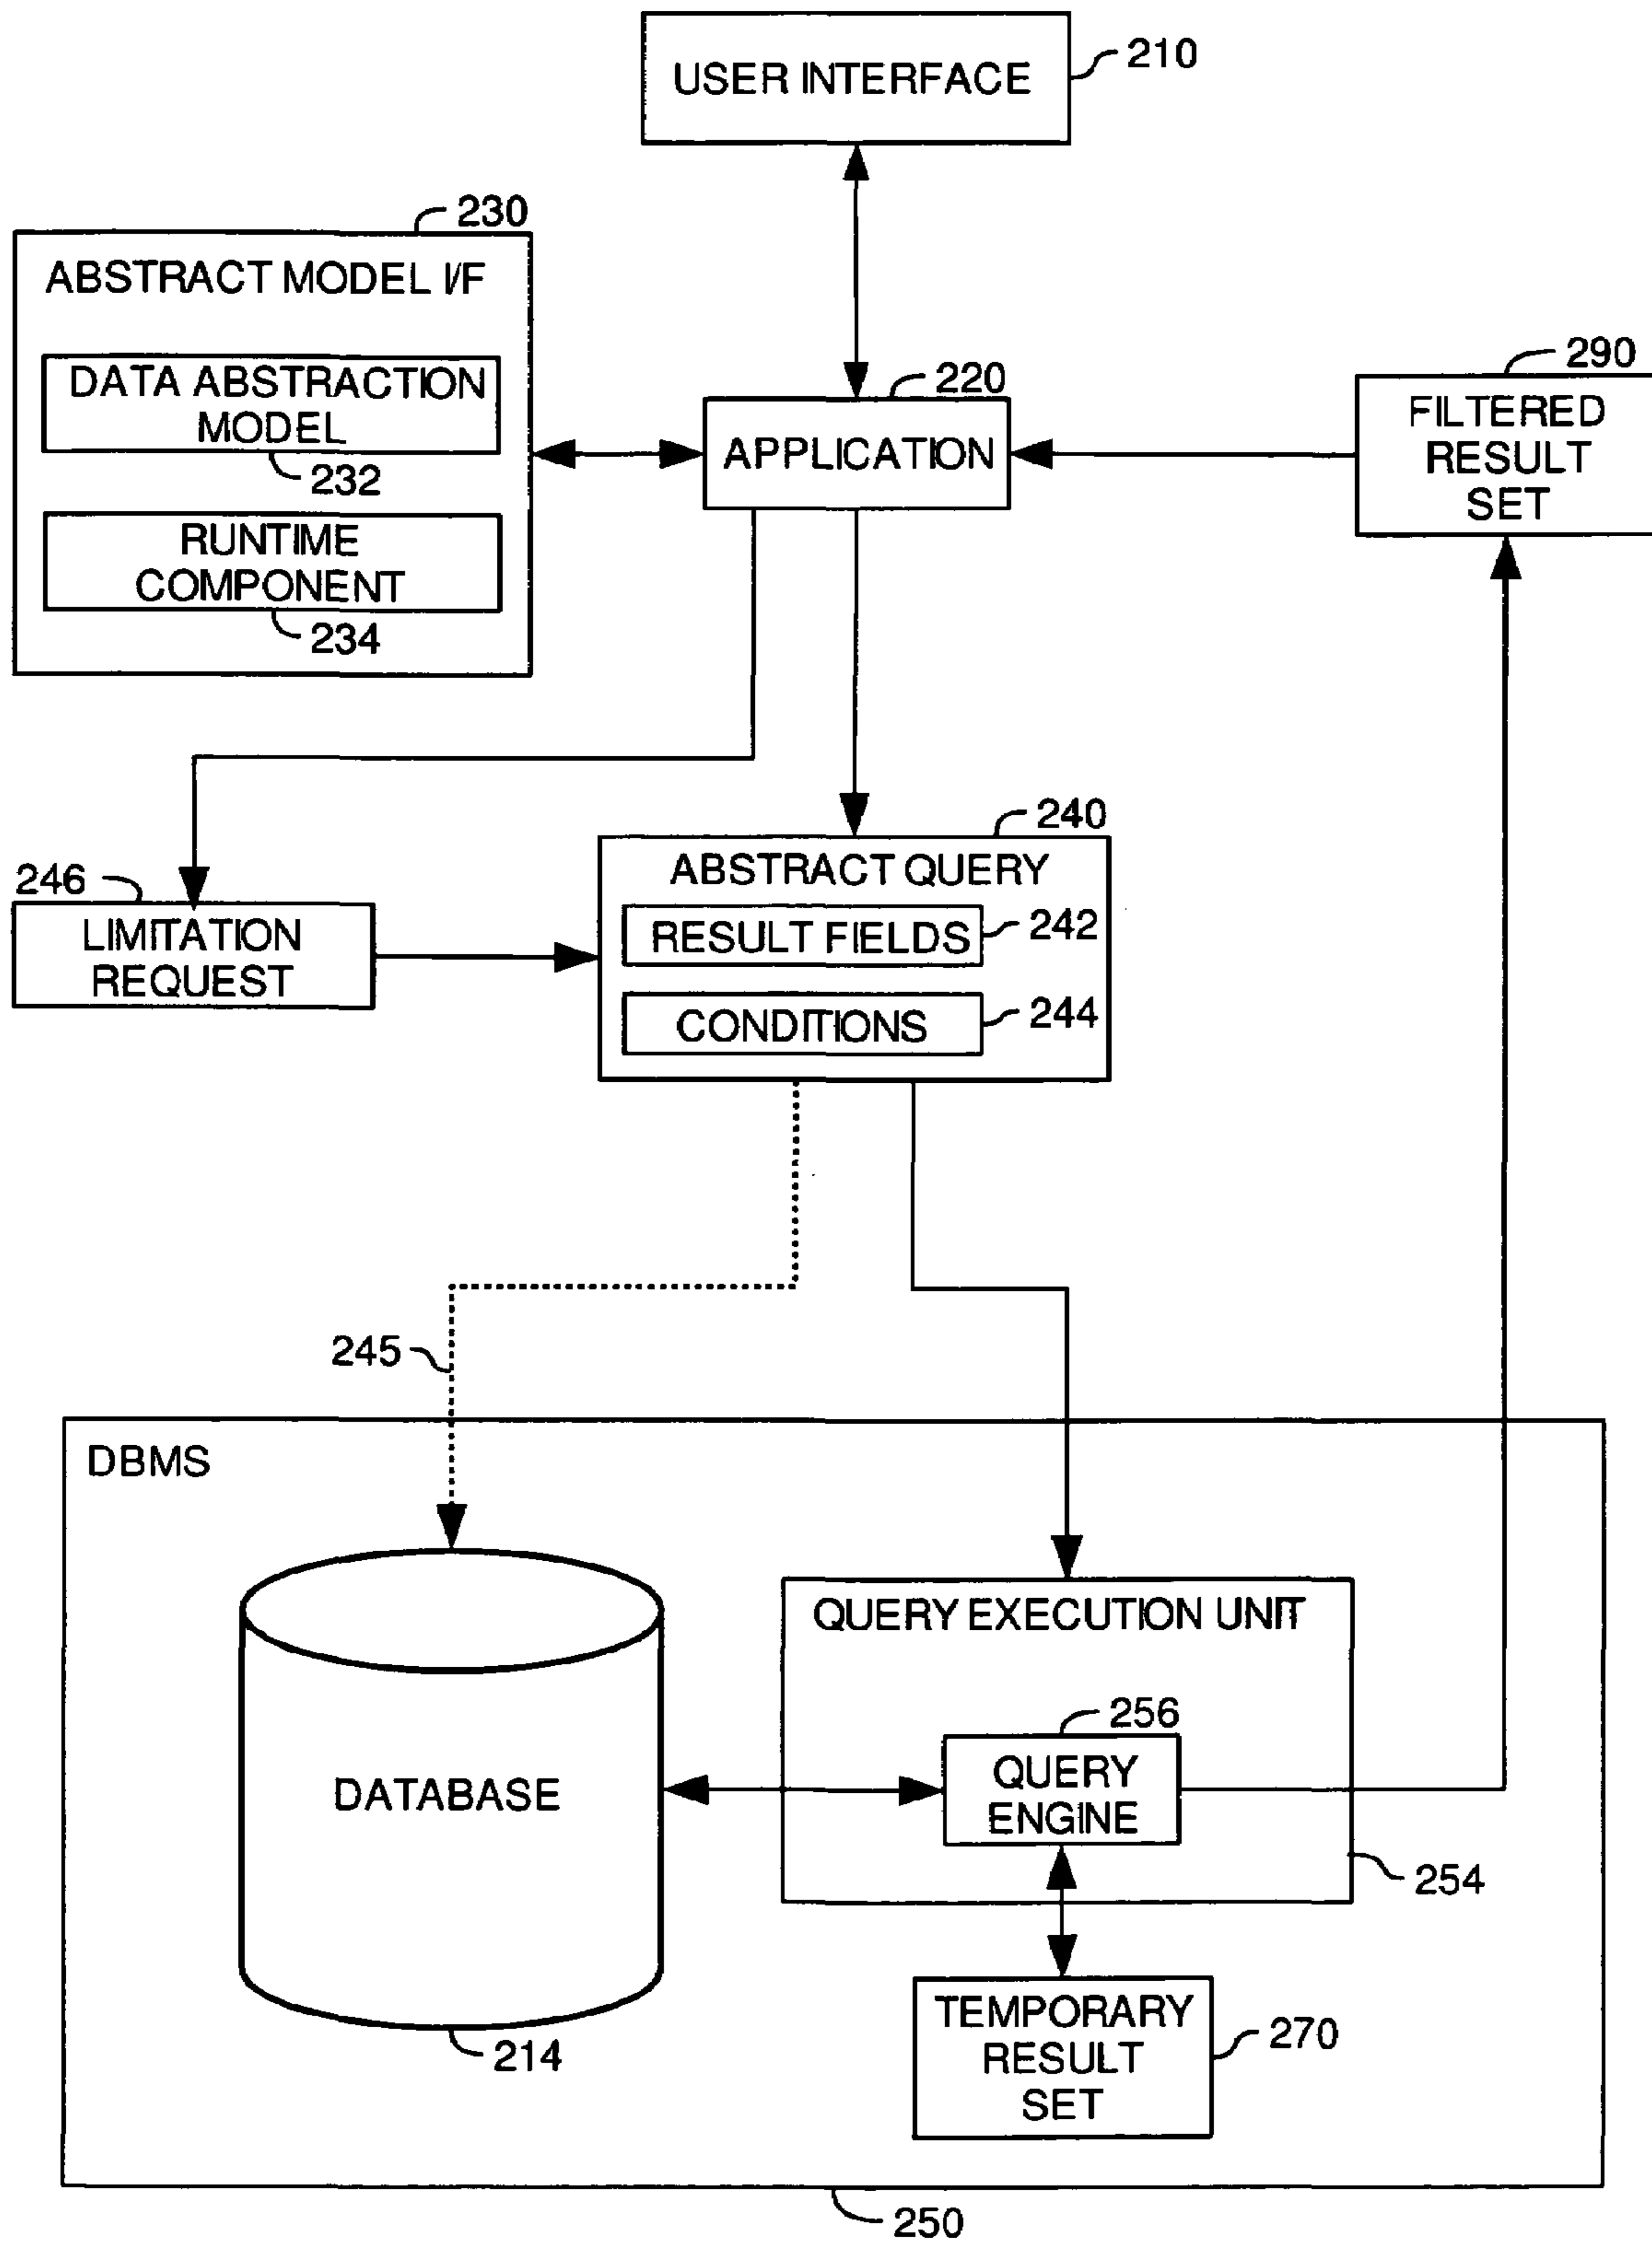 USER INTERFACE
210
230
ABSTRACT MODEL I/F
DATA ABSTRACTION
MODEL
232
RUNTIME
COMPONENT
234
220
APPLICATION
290
FILTERED
RESULT
SET
246
LIMITATION
REQUEST
240
ABSTRACT QUERY
RESULT FIELDS
242
CONDITIONS
244
245
DBMS
DATABASE
214
QUERY EXECUTION UNIT
256
QUERY
ENGINE
254
TEMPORARY
RESULT
SET
270
250